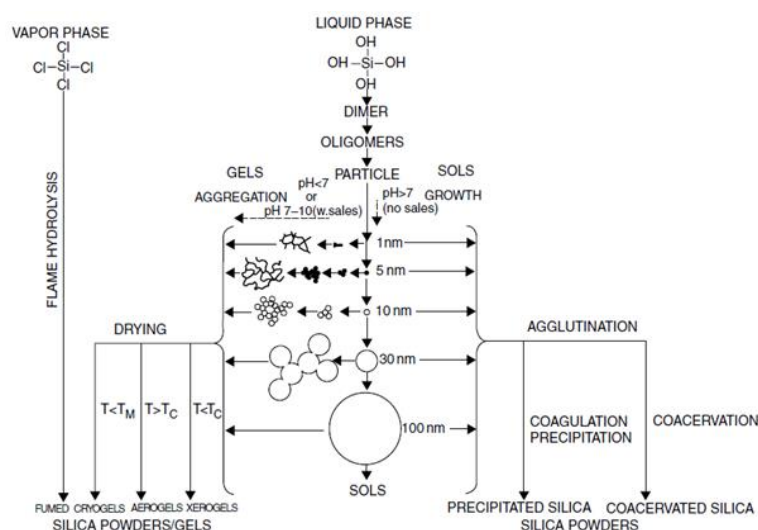 VAPOR PHASE
Cl
Cl–Si–Cl
Cl
FLAME HYDROLYSIS
LIQUID PHASE
OH
OH –Si–OH
OH
DIMER
OLIGOMERS
PARTICLE
GELS
AGGREGATION
pH<7
or
pH 7–10(w.sales)
SOLS
GROWTH
pH>7
(no sales)
1nm
5 nm
10 nm
30 nm
100 nm
SOLS
DRYING
T<TM
T>TC
T<TC
AGGLUTINATION
COAGULATION
PRECIPITATION
COACERVATION
FUMED CRYOGELS AEROGELS XEROGELS
SILICA POWDERS/GELS
PRECIPITATED SILICA COACERVATED SILICA
SILICA POWDERS